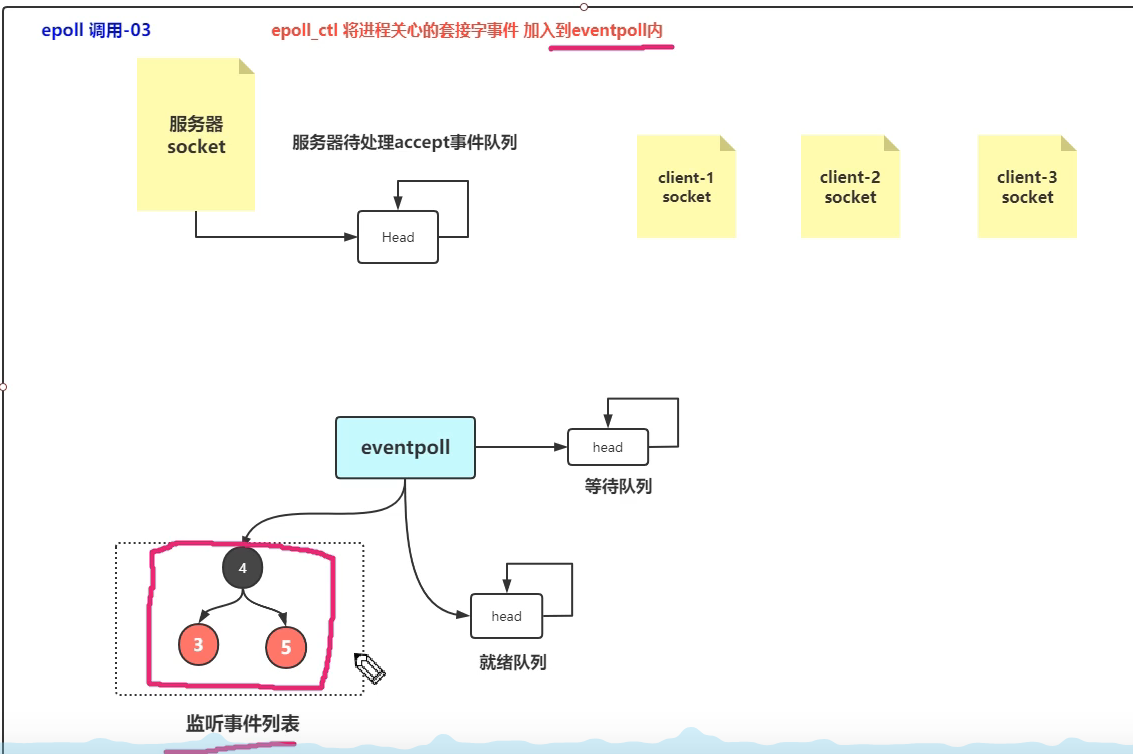 epoll 调用-03
epoll_ctl 将进程关心的套接字事件 加入到eventpoll内
服务器
socket
服务器待处理accept事件队列
Head
client-1
socket
client-2
socket
client-3
socket
eventpoll
head
等待队列
4
3
5
head
就绪队列
监听事件列表